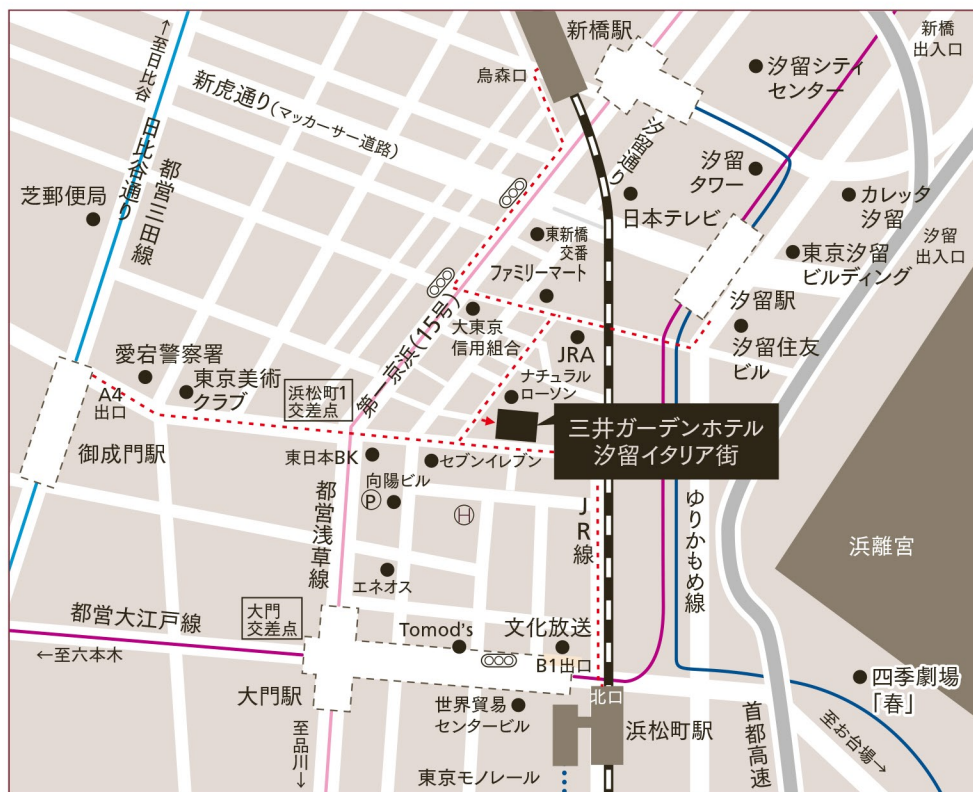 新橋駅
新橋
出入口
←至日比谷
烏森口
汐留シティ
センター
新虎通り(マッカーサー道路)
汐留通り
日比谷通り
都営三田線
芝郵便局
汐留
タワー
カレッタ
汐留
日本テレビ
東新橋
交番
汐留
出入口
東京汐留
ビルディング
ファミリーマート
汐留駅
大東京
信用組合
JRA
汐留住友
ビル
第一京浜(15号)
愛宕警察署
東京美術
クラブ
A4
出口
浜松町1
交差点
ナチュラル
ローソン
三井ガーデンホテル
汐留イタリア街
御成門駅
東日本BK
セブンイレブン
向陽ビル
P
H
都営浅草線
JR線
ゆりかもめ線
浜離宮
エネオス
都営大江戸線
大門
交差点
←至六本木
Tomod's
文化放送
B1出口
大門駅
世界貿易
センタービル
北口
浜松町駅
四季劇場
「春」
首都高速
至お台場→
至品川→
東京モノレール